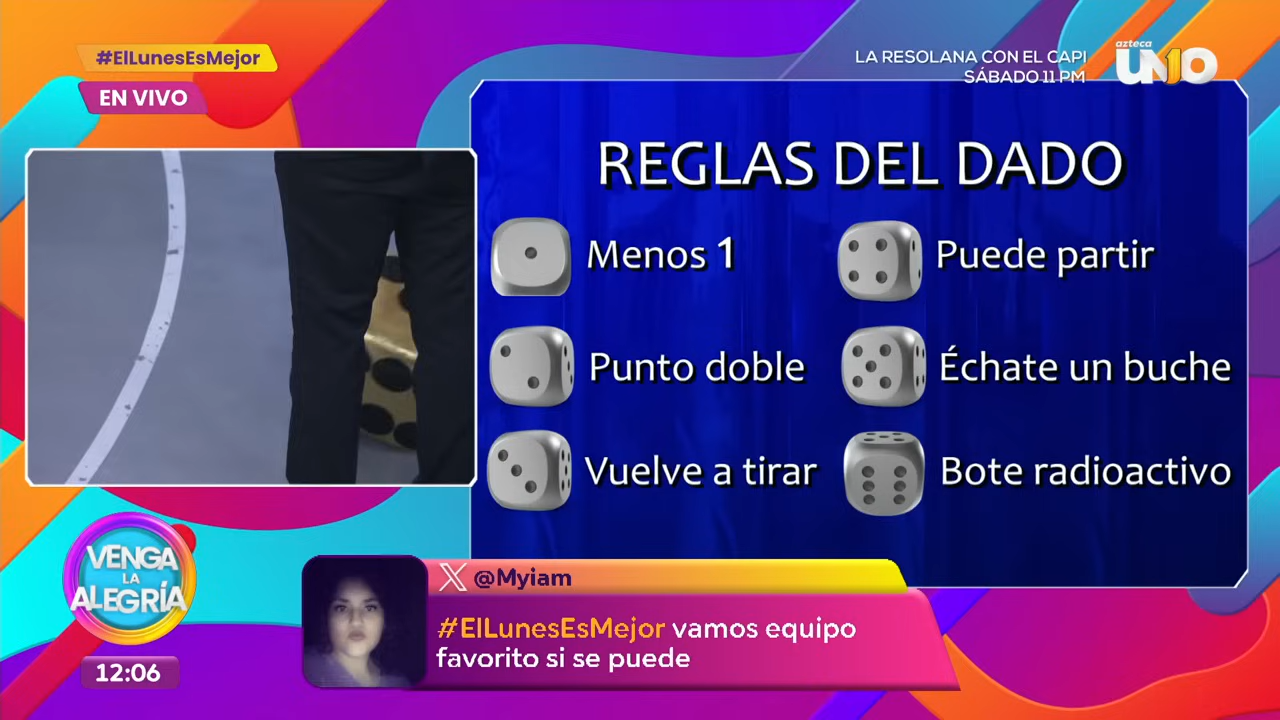 #ElLunesEsMejor
EN VIVO
LA RESOLANA CON EL CAPI
SÁBADO 11 PM
azteca
UNO
REGLAS DEL DADO
Menos 1
Puede partir
Punto doble
Échate un buche
Vuelve a tirar
Bote radioactivo
VENGA
LA
ALEGRÍA
12:06
X @Myiam
#ElLunesEsMejor vamos equipo
favorito si se puede